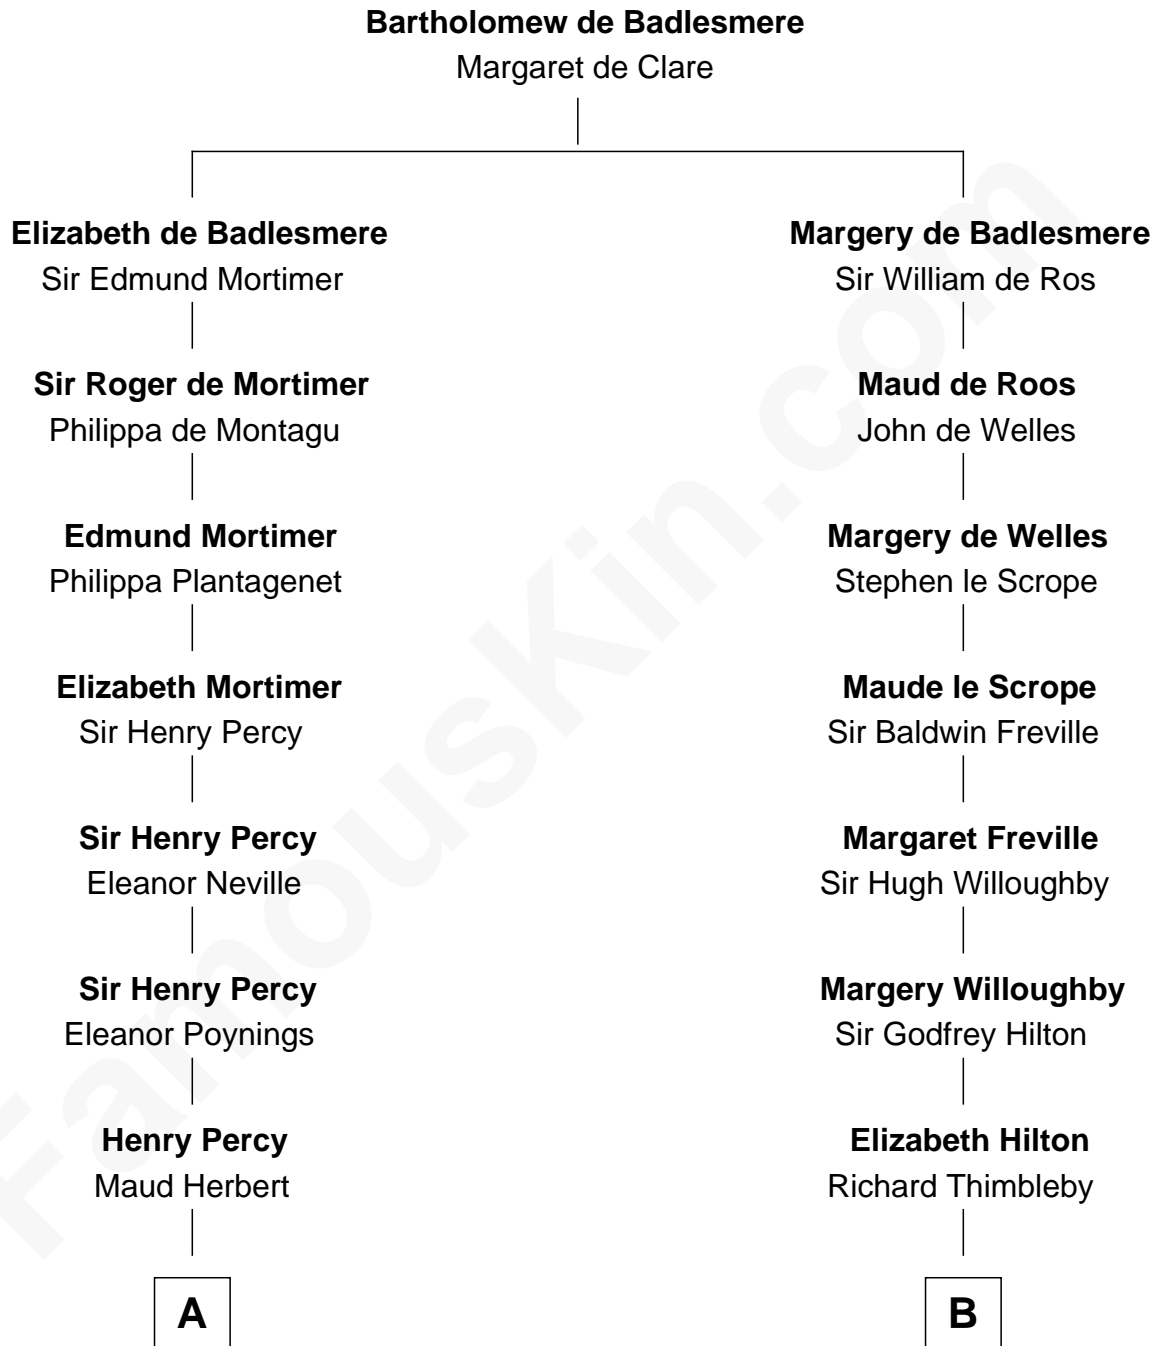 Bartholomew de Badlesmere
Margaret de Clare
Elizabeth de Badlesmere
Sir Edmund Mortimer
Margery de Badlesmere
Sir William de Ros
Sir Roger de Mortimer
Philippa de Montagu
Maud de Roos
John de Welles
Edmund Mortimer
Philippa Plantagenet
Margery de Welles
Stephen le Scrope
Elizabeth Mortimer
Sir Henry Percy
Maude le Scrope
Sir Baldwin Freville
Sir Henry Percy
Eleanor Neville
Margaret Freville
Sir Hugh Willoughby
Sir Henry Percy
Eleanor Poynings
Margery Willoughby
Sir Godfrey Hilton
Henry Percy
Maud Herbert
Elizabeth Hilton
Richard Thimbleby
A
B
FamousKin.com